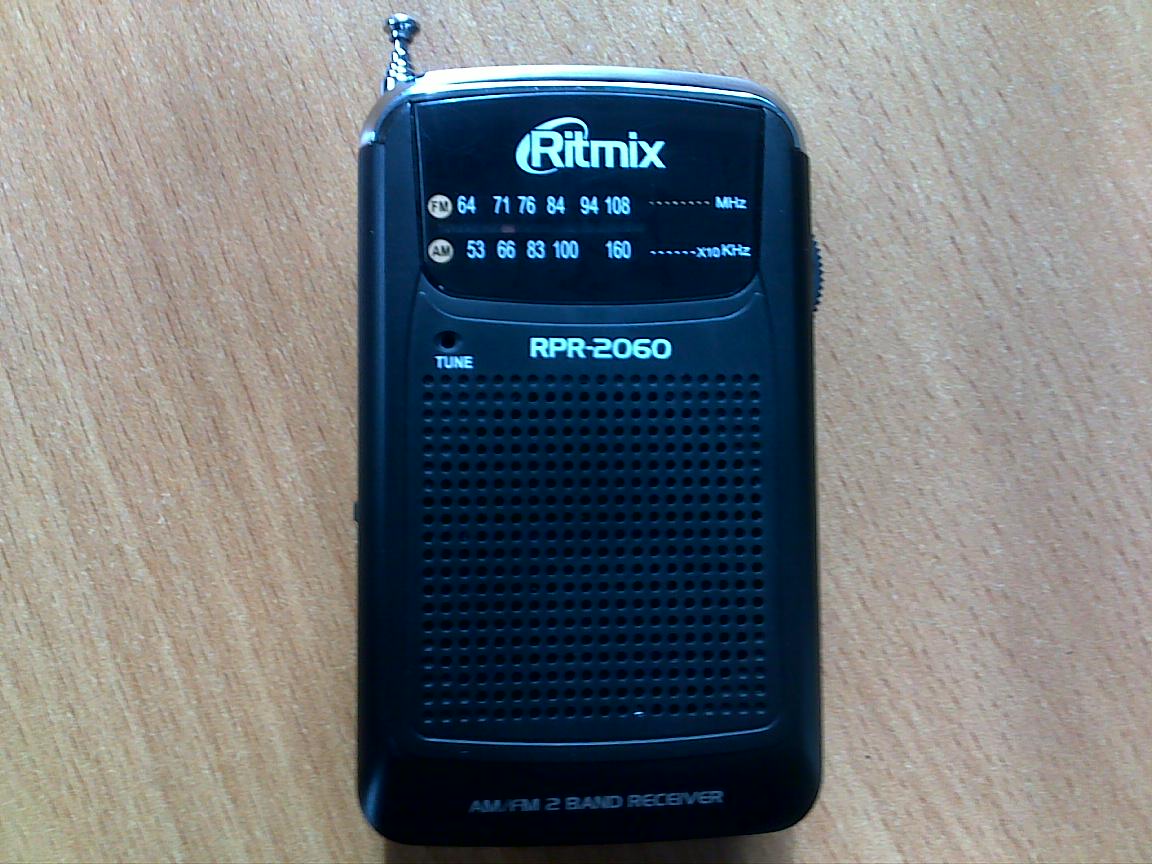 Ritmix
FM 64 71 76 84 94 108 -------- MHz
AM 53 66 83 100 160 ------X10 KHz
RPR-2060
TUNE
AM/FM 2 BAND RECEIVER